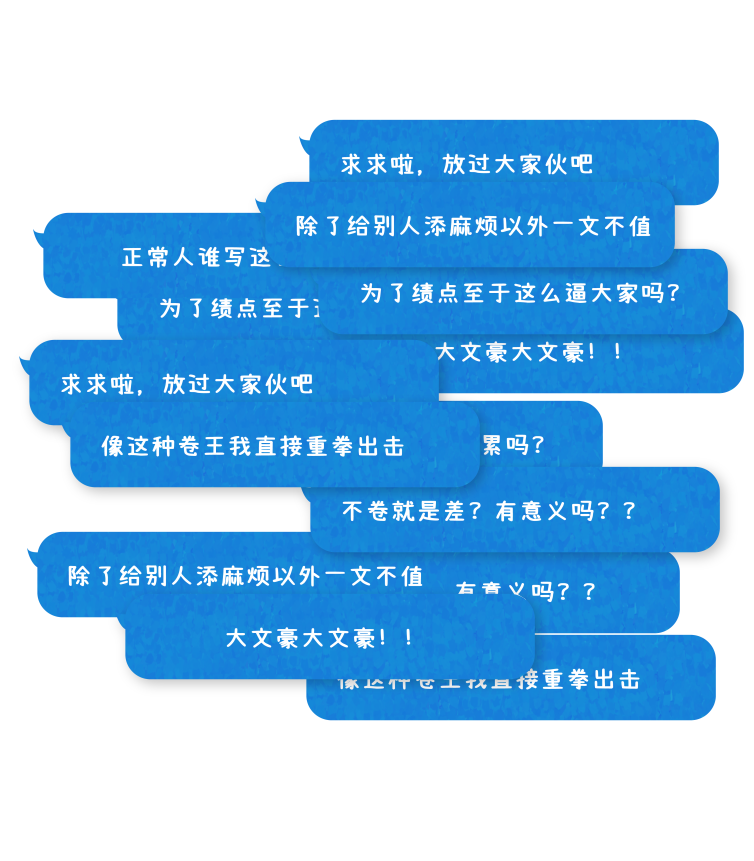 求求啦，放过大家伙吧
除了给别人添麻烦以外一文不值
正常人谁写这
为了绩点至于这么逼大家吗?
为了绩点至于
大文豪大文豪！！
求求啦，放过大家伙吧
像这种卷王我直接重拳出击
累吗?
不卷就是差？有意义吗？？
除了给别人添麻烦以外一文不值
有意义吗？？
大文豪大文豪！！
像这种卷王我直接重拳出击